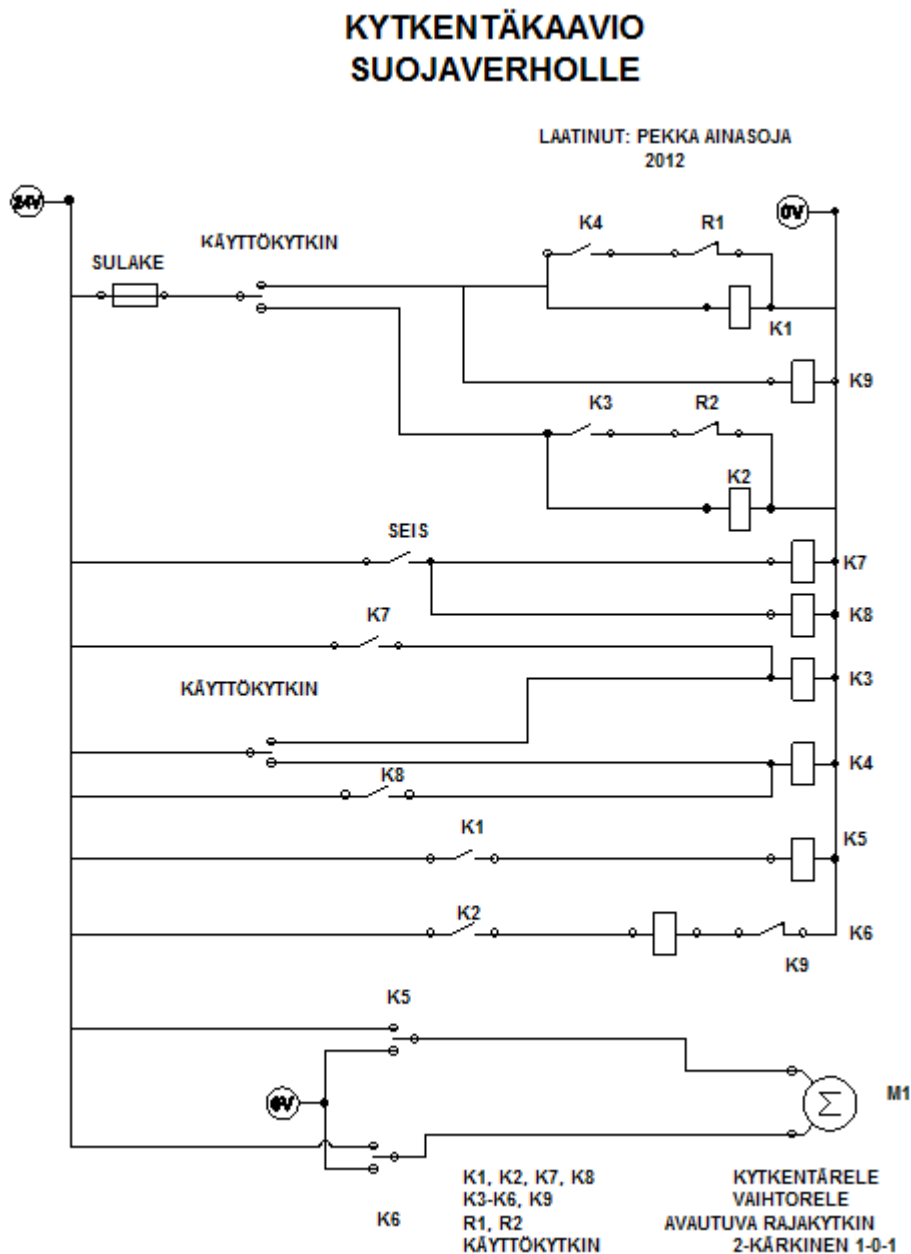 KYTKENTÄKAAVIO
SUOJAVERHOLLE
LAATINUT: PEKKA AINASOJA
2012
24V
0V
KÄYTTÖKYTKIN
K4
R1
SULAKE
K1
K9
K3
R2
K2
SEIS
K7
K8
K7
K3
KÄYTTÖKYTKIN
K4
K8
K1
K5
K2
K6
K9
K5
0V
M
M1
K6
K1, K2, K7, K8 KYTKENTÄRELE
K3-K6, K9 VAIHTORELE
R1, R2 AVAUTUVA RAJAKYTKIN
KÄYTTÖKYTKIN 2-KÄRKINEN 1-0-1